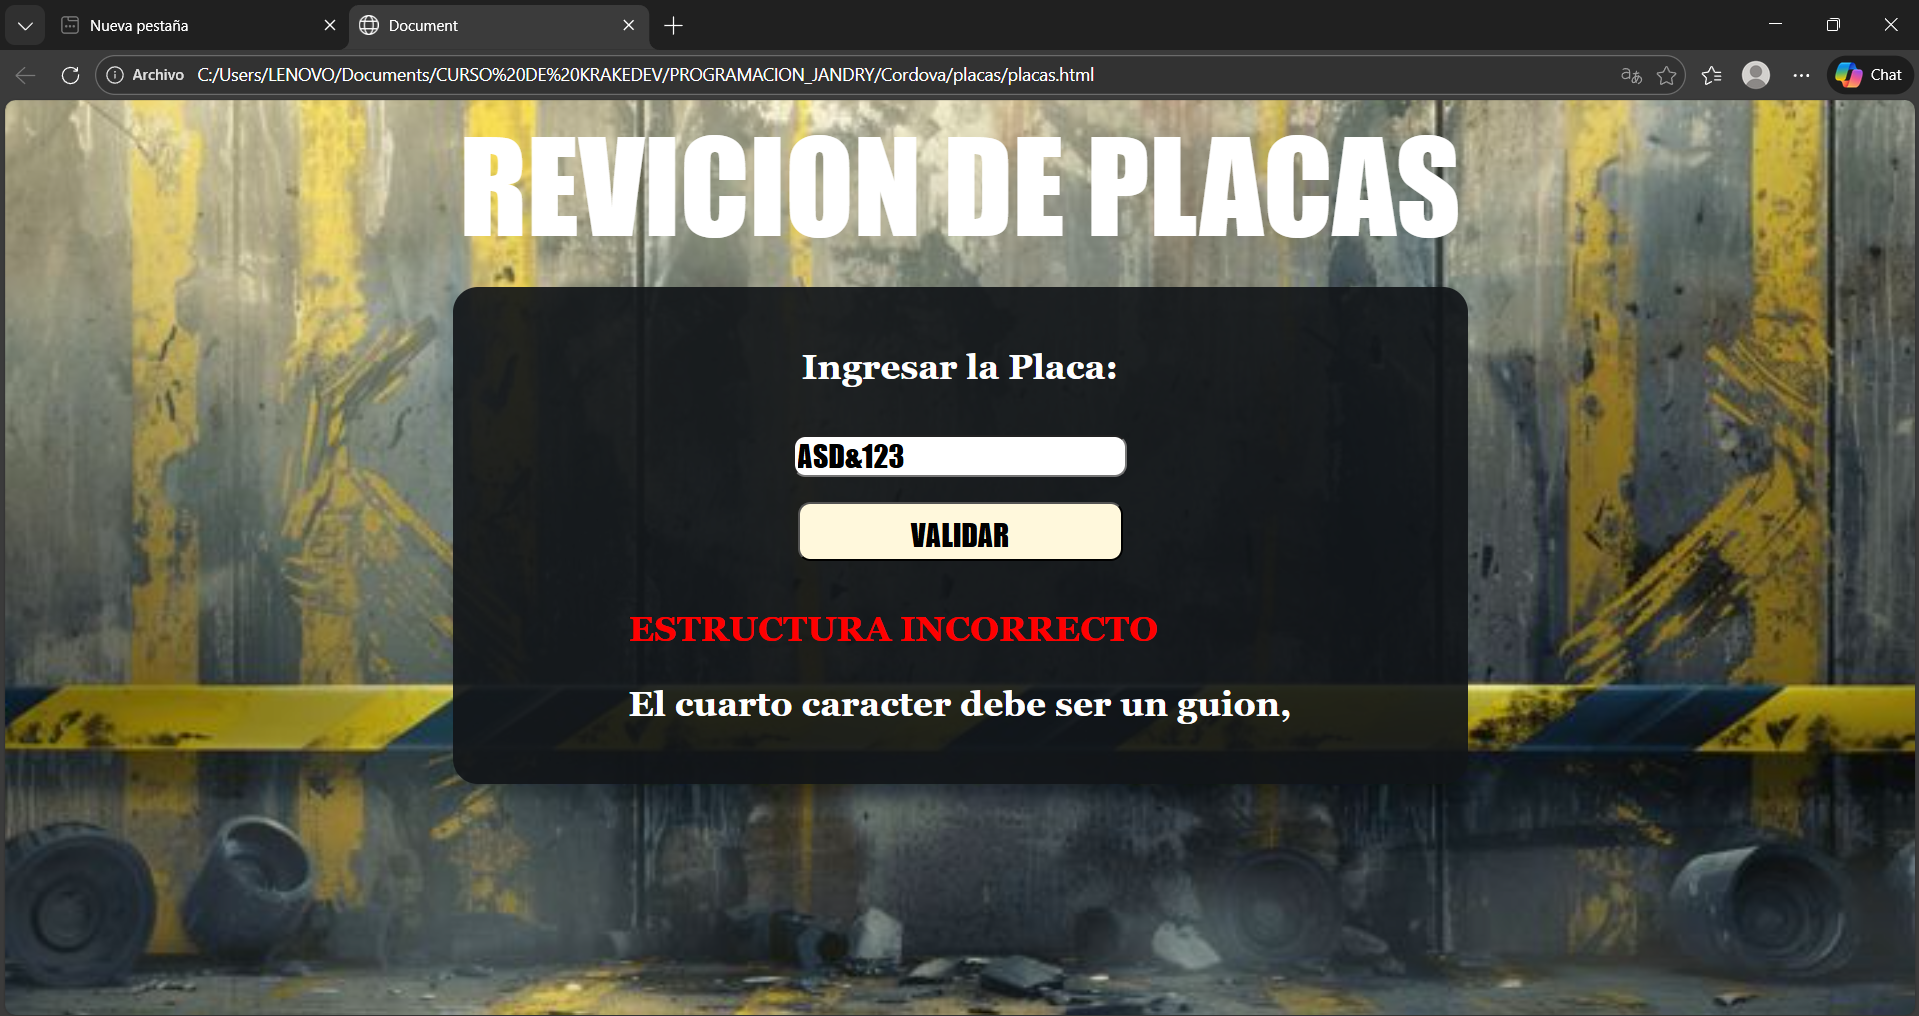 Nueva pestaña
Document
Archivo C:/Users/LENOVO/Documents/CURSO%20DE%20KRAKEDEV/PROGRAMACION_JANDRY/Cordova/placas/placas.html
Chat
REVICION DE PLACAS
Ingresar la Placa:
ASD&123
VALIDAR
ESTRUCTURA INCORRECTO
El cuarto caracter debe ser un guion,